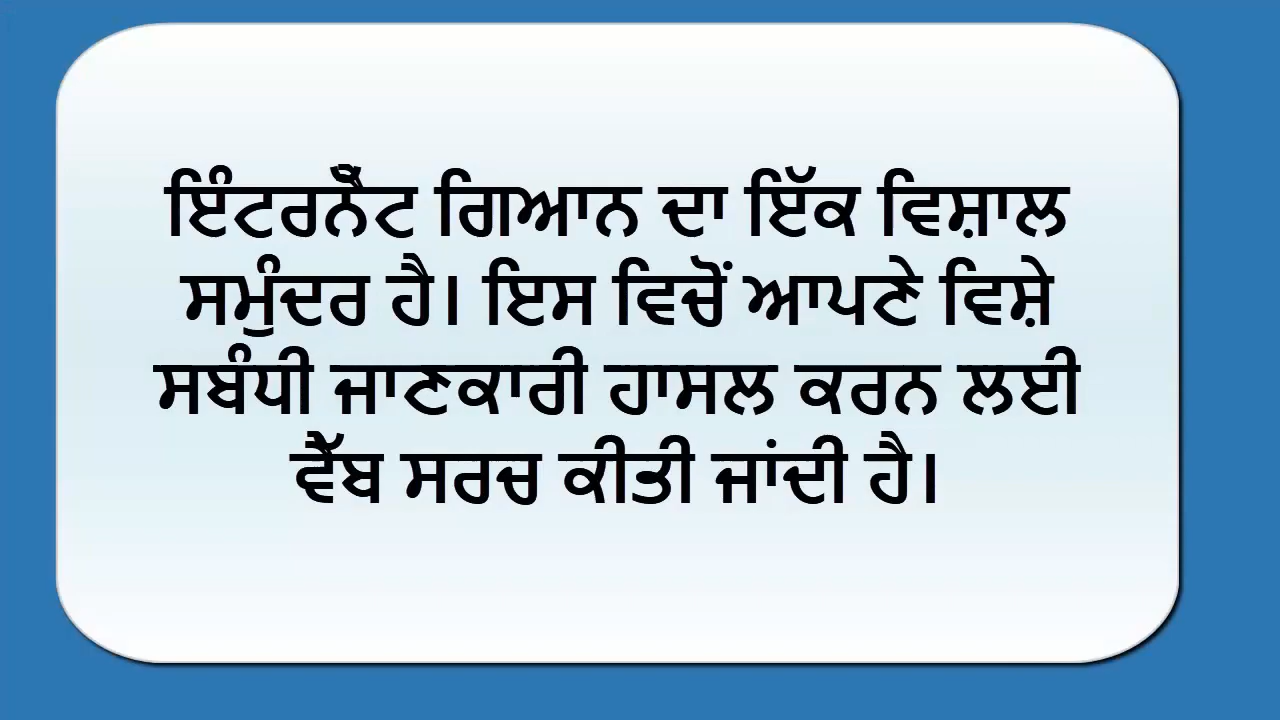 ਇੰਟਰਨੈੱਟ ਗਿਆਨ ਦਾ ਇੱਕ ਵਿਸ਼ਾਲ
ਸਮੁੰਦਰ ਹੈ। ਇਸ ਵਿਚੋਂ ਆਪਣੇ ਵਿਸ਼ੇ
ਸਬੰਧੀ ਜਾਣਕਾਰੀ ਹਾਸਲ ਕਰਨ ਲਈ
ਵੈੱਬ ਸਰਚ ਕੀਤੀ ਜਾਂਦੀ ਹੈ।